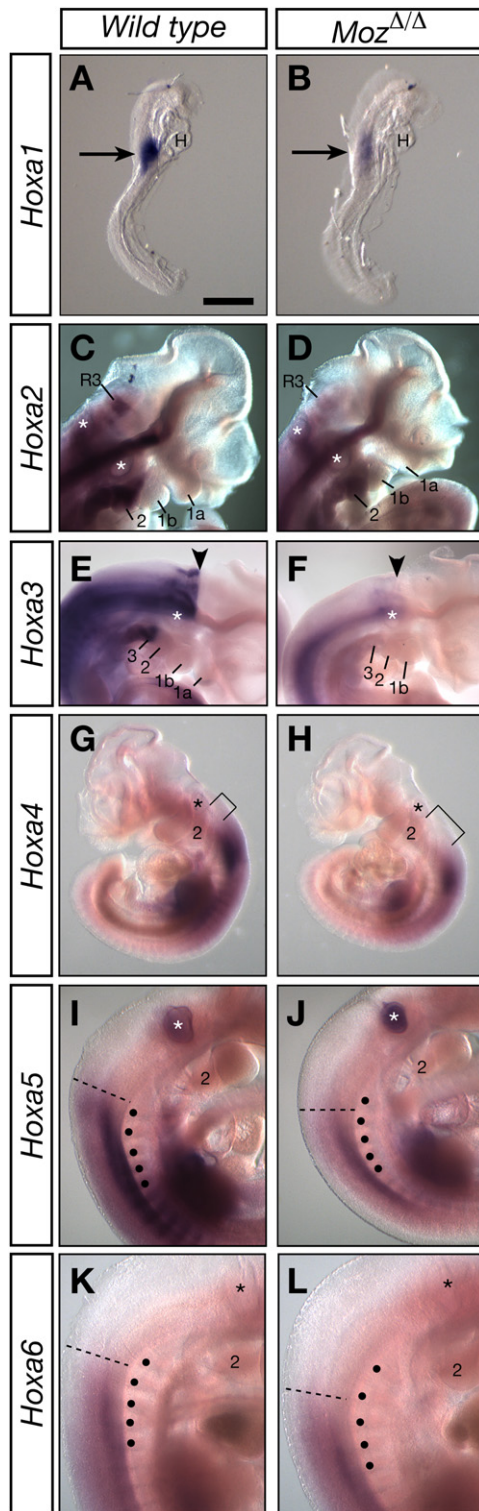 Wild type
Moz Δ/Δ
Hoxa1
A
H
B
H
Hoxa2
C
R3
*
*
2
1b
1a
D
R3
*
*
2
1b
1a
Hoxa3
E
*
3
2
1b
1a
F
*
3
2
1b
Hoxa4
G
*
2
H
*
2
Hoxa5
I
*
2
J
*
2
Hoxa6
K
*
2
L
*
2